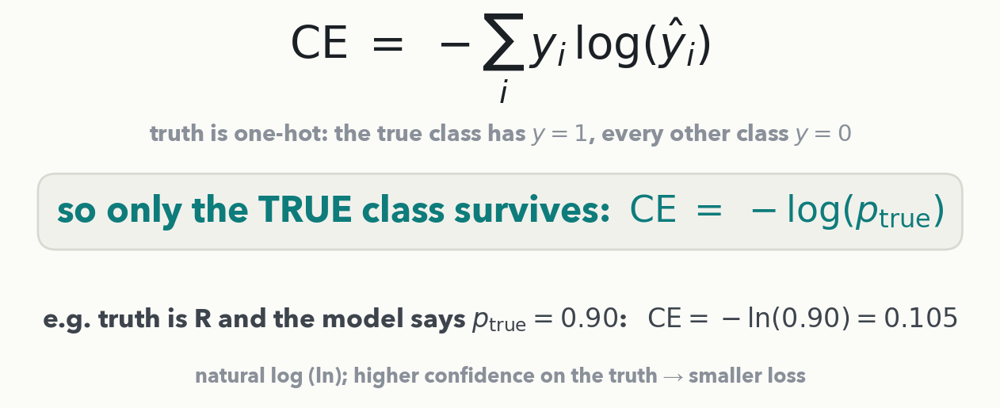 CE = −∑ᵢ yᵢ log(ŷᵢ)
truth is one-hot: the true class has y = 1, every other class y = 0
so only the TRUE class survives: CE = −log(p_true)
e.g. truth is R and the model says p_true = 0.90: CE = −ln(0.90) = 0.105
natural log (ln); higher confidence on the truth → smaller loss